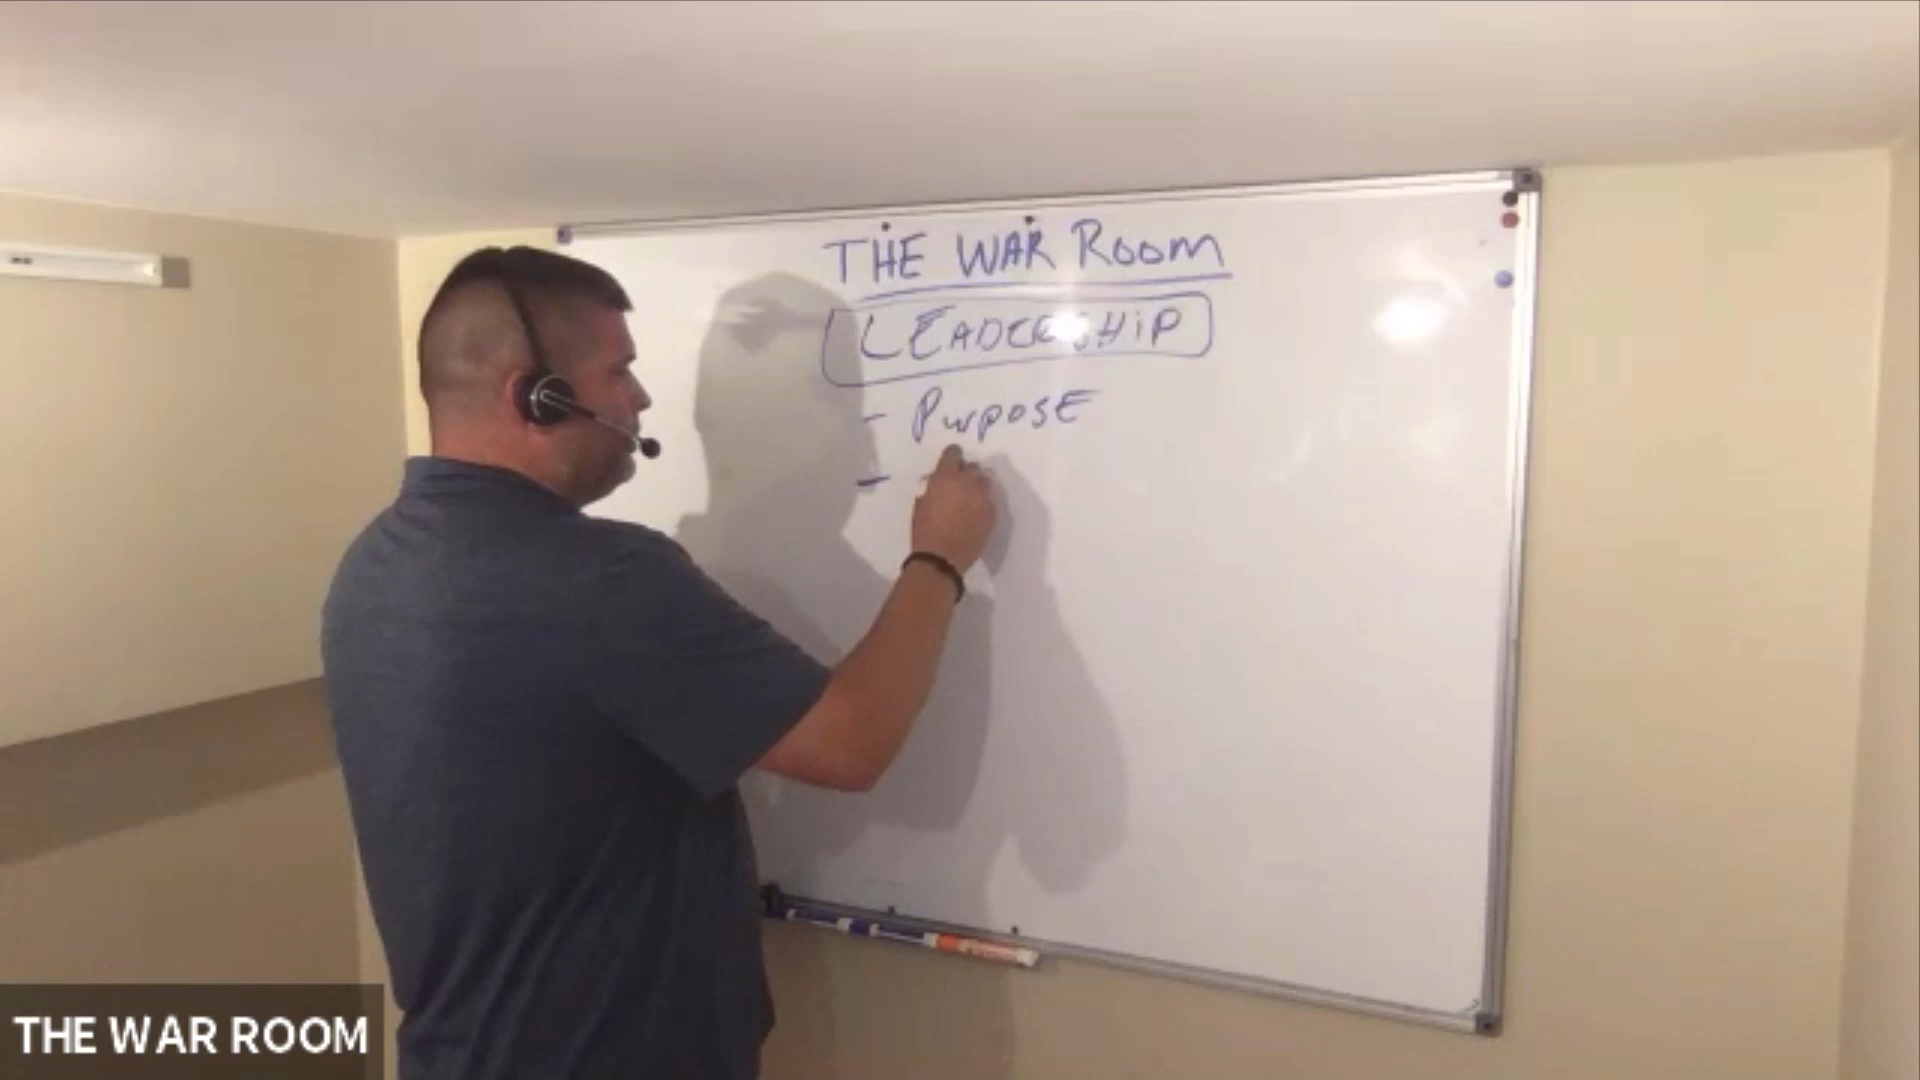 THE WAR ROOM
LEADERSHIP
- PurposE
-
THE WAR ROOM